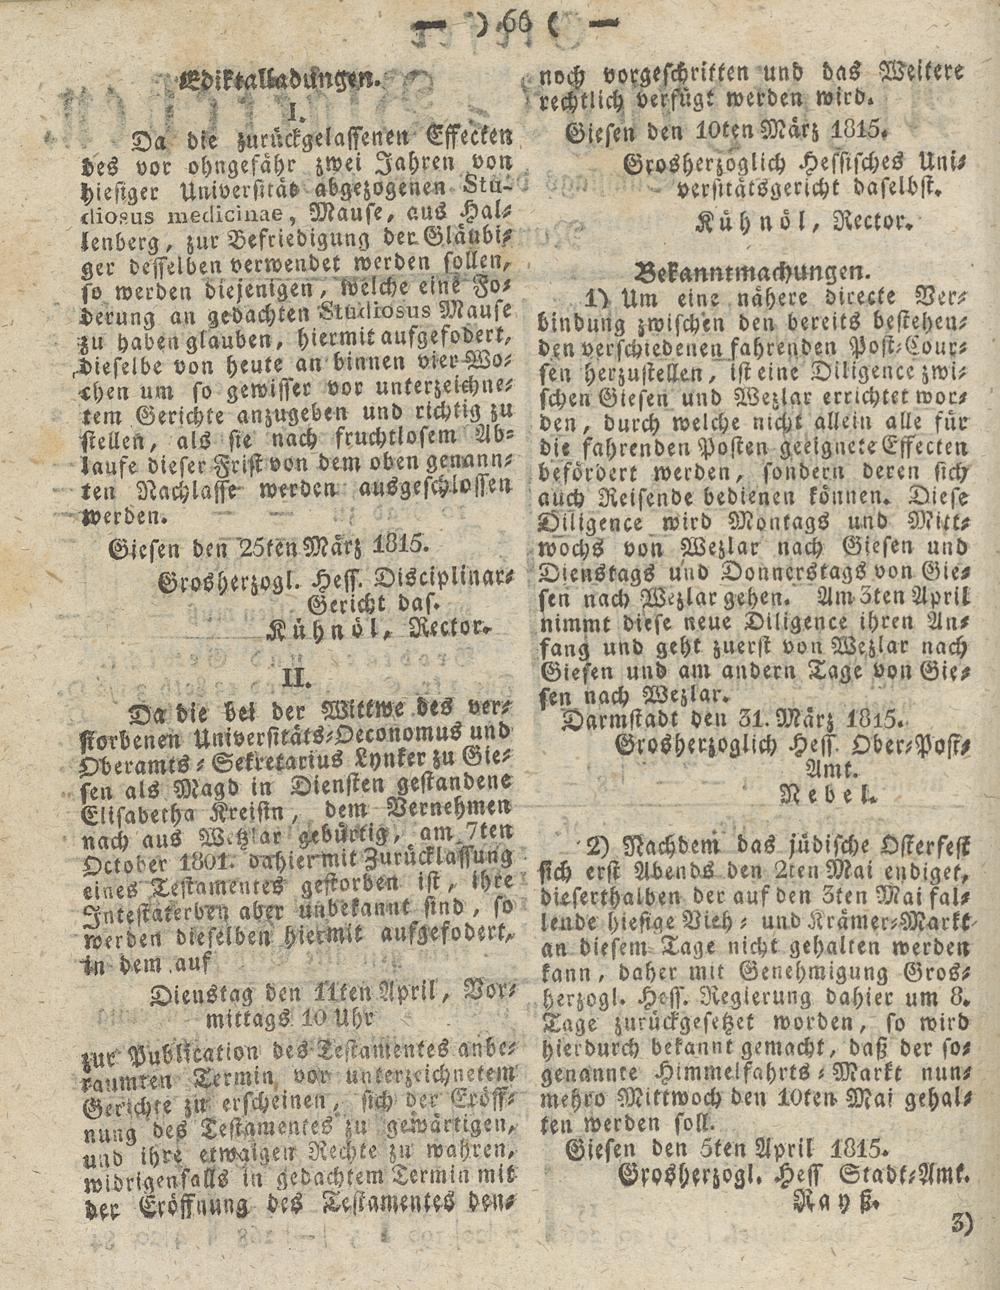 — ) 66 ( —
Ediktalladungen.
I.
Da die zurückgelassenen Effecten
des vor ohngefähr zwei Jahren von
hiesiger Universität abgezogenen Stu-
diosus medicinae, Mause, aus Hal-
lenberg, zur Befriedigung der Gläubi-
ger desselben verwendet werden sollen,
so werden diejenigen, welche eine Fo-
derung an gedachten Studiosus Mause
zu haben glauben, hiermit aufgefodert,
dieselbe von heute an binnen vier Wo-
chen um so gewisser vor unterzeichne-
tem Gerichte anzugeben und richtig zu
stellen, als sie nach fruchtlosem Ab-
laufe dieser Frist von dem oben genann-
ten Nachlasse werden ausgeschlossen
werden.
Giesen den 25ten März 1815.
Grosherzogl. Hess. Disciplinar-
Gericht das.
Kühnöl, Rector.
II.
Da die bei der Wittwe des ver-
storbenen Universitäts-Oeconomus und
Oberamts-Sekretarius Lynker zu Gie-
sen als Magd in Diensten gestandene
Elisabetha Kreisin, dem Vernehmen
nach aus Wetzlar gebürtig, am 7ten
October 1801. dahier mit Zurücklassung
eines Testamentes gestorben ist, ihre
Intestaterben aber unbekannt sind, so
werden dieselben hiermit aufgefodert,
in dem auf
Dienstag den 11ten April, Vor-
mittags 10 Uhr
zur Publication des Testamentes anbe-
raumten Termin vor unterzeichnetem
Gerichte zu erscheinen, sich der Eröff-
nung des Testamentes zu gewärtigen,
und ihre etwaigen Rechte zu wahren,
widrigenfalls in gedachtem Termin mit
der Eröffnung des Testamentes den-
noch vorgeschritten und das Weitere
rechtlich verfügt werden wird.
Giesen den 10ten März 1815.
Grosherzoglich Hessisches Uni-
versitätsgericht daselbst.
Kühnöl, Rector.
Bekanntmachungen.
1) Um eine nähere directe Ver-
bindung zwischen den bereits bestehen-
den verschiedenen fahrenden Post-Cour-
sen herzustellen, ist eine Diligence zwi-
schen Giesen und Wezlar errichtet wor-
den, durch welche nicht allein alle für
die fahrenden Posten geeignete Effecten
befördert werden, sondern deren sich
auch Reisende bedienen können. Diese
Diligence wird Montags und Mitt-
wochs von Wezlar nach Giesen und
Dienstags und Donnerstags von Gie-
sen nach Wezlar gehen. Am 3ten April
nimmt diese neue Diligence ihren An-
fang und geht zuerst von Wezlar nach
Giesen und am andern Tage von Gie-
sen nach Wezlar.
Darmstadt den 31. März 1815.
Grosherzoglich Hess. Ober-Post-
Amt.
Nebel.
2) Nachdem das jüdische Osterfest
sich erst Abends den 2ten Mai endiget,
dieserthalben der auf den 3ten Mai fal-
lende hiesige Vieh- und Krämer-Markt
an diesem Tage nicht gehalten werden
kann, daher mit Genehmigung Gros-
herzogl. Hess. Regierung dahier um 8.
Tage zurückgesetzet worden, so wird
hierdurch bekannt gemacht, daß der so-
genannte Himmelfahrts-Markt nun-
mehro Mittwoch den 10ten Mai gehal-
ten werden soll.
Giesen den 5ten April 1815.
Grosherzogl. Hess Stadt-Amt.
Rayß.
3)